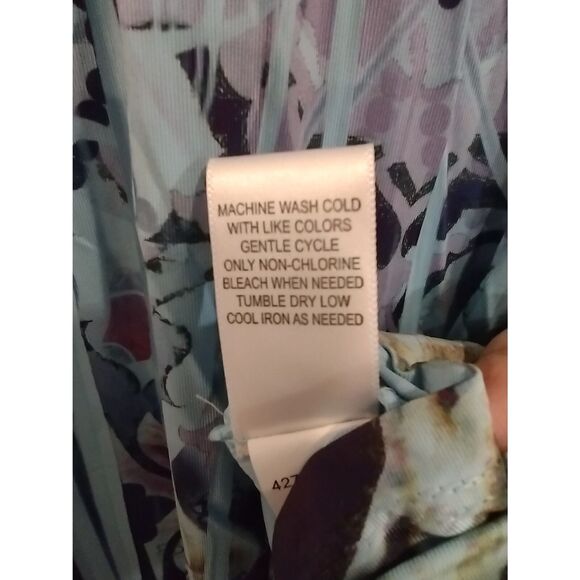 MACHINE WASH COLD
WITH LIKE COLORS
GENTLE CYCLE
ONLY NON-CHLORINE
BLEACH WHEN NEEDED
TUMBLE DRY LOW
COOL IRON AS NEEDED
427